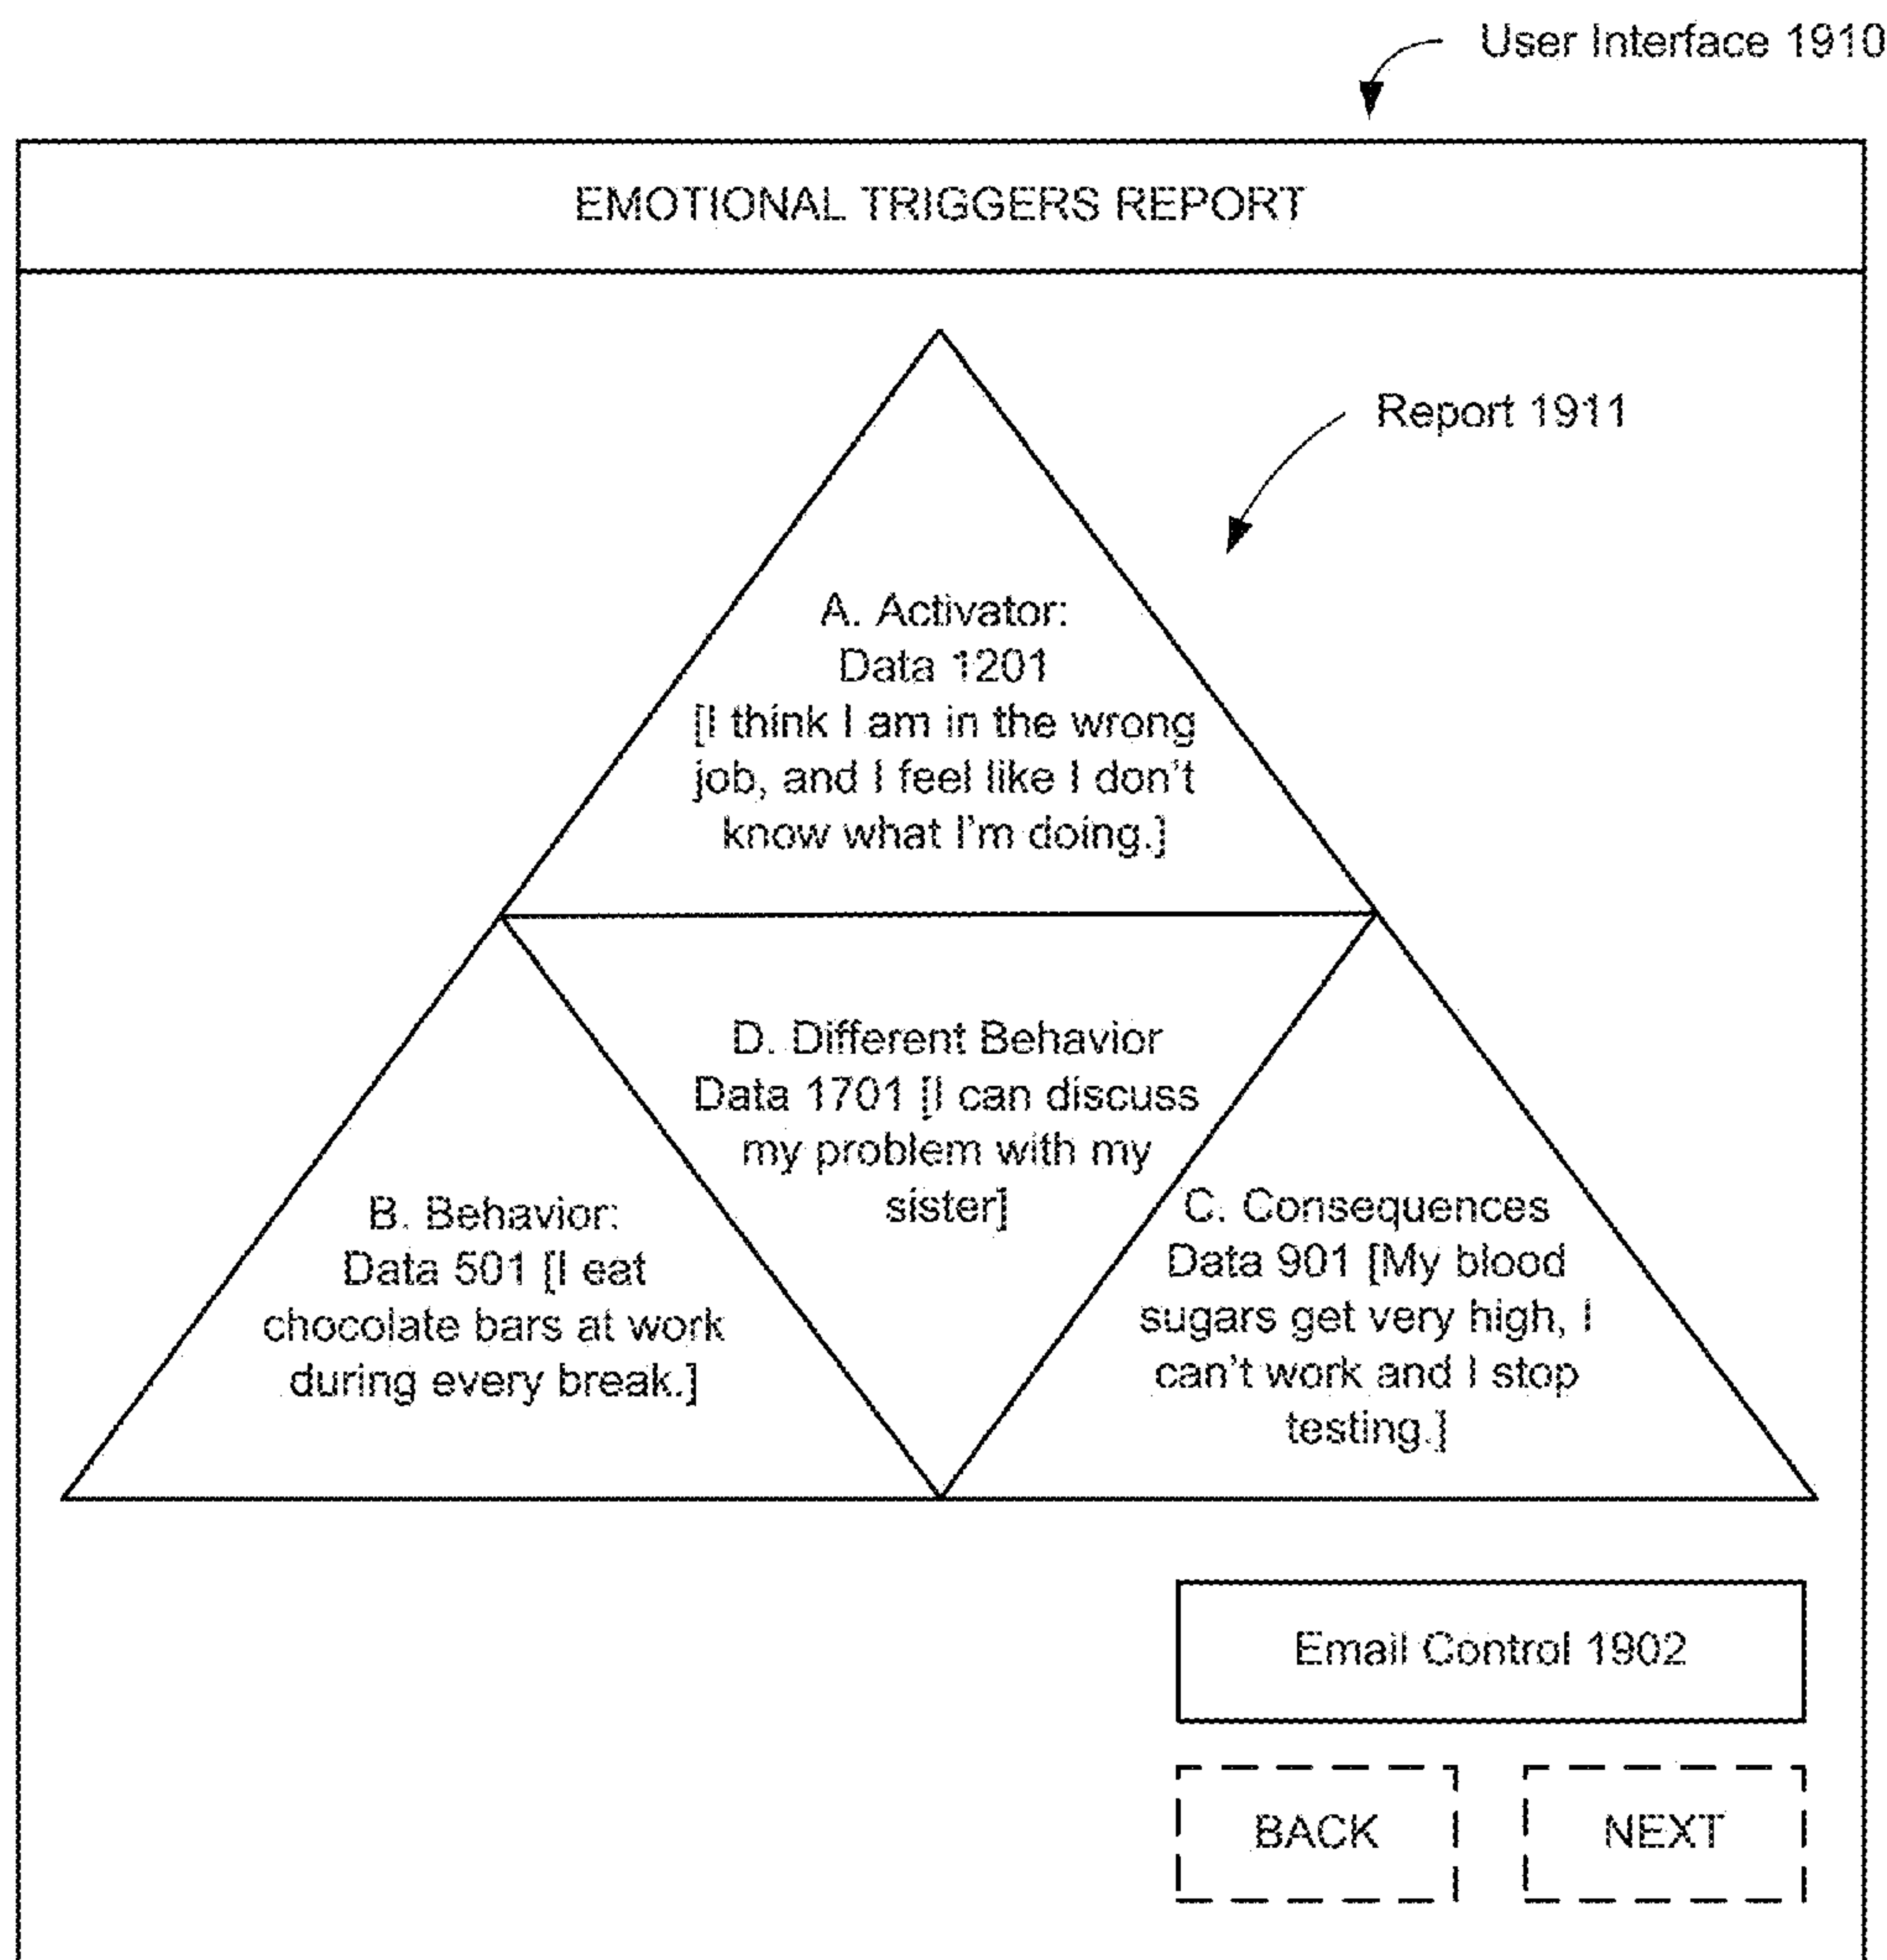 User Interface 1910
EMOTIONAL TRIGGERS REPORT
Report 1911
A. Activator:
Data 1201
[I think I am in the wrong
job, and I feel like I don't
know what I'm doing.]
D. Different Behavior
Data 1701 [I can discuss
my problem with my
sister]
B. Behavior:
Data 501 [I eat
chocolate bars at work
during every break.]
C. Consequences
Data 901 [My blood
sugars get very high, I
can't work and I stop
testing.]
Email Control 1902
BACK
NEXT